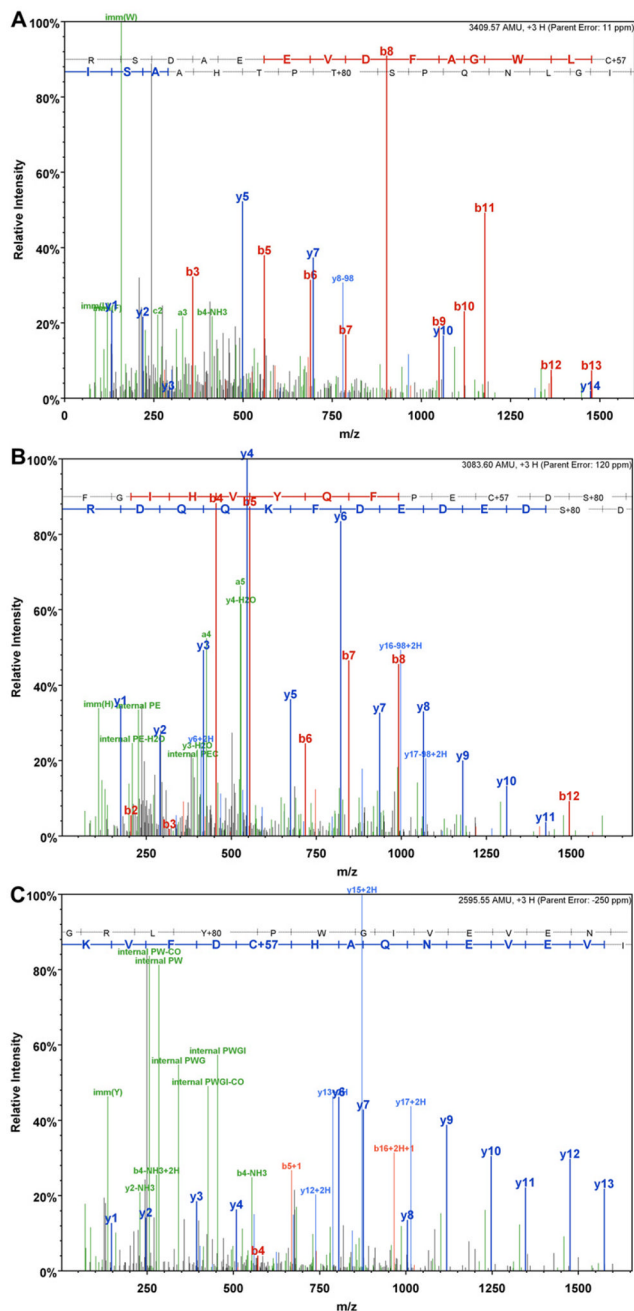 A
imm(W)
3409.57 AMU, +3 H (Parent Error: 11 ppm)
100%
b8
R S D A E E V D F A G W L C+57
I S A A H T P T+80 S P Q N L G I
80%
60%
y5
b11
40%
b5
y7
b3
b6
y8-98
y1
y2
c2
a3
b4-NH3
b7
b9
y10
b10
20%
y3
b12
b13
y14
0%
Relative Intensity
0 250 500 750 1000 1250 1500
m/z
B
y4
3083.60 AMU, +3 H (Parent Error: 120 ppm)
100%
F G I H V Y Q F P E C+57 D S+80
b4
b5
R D Q Q K F D E D E D S+80 D
y6
80%
a5
y4-H2O
60%
a4
y3
y16-98+2H
b7
b8
40%
imm(H)
y1
internal PE
y5
y2
y6+2H
internal PE-H2O
y3-H2O
internal PEC
b6
y7
y8
y17-98+2H
y9
20%
y10
b2
b3
b12
y11
0%
Relative Intensity
250 500 750 1000 1250 1500
m/z
C
y15+2H
2595.55 AMU, +3 H (Parent Error: -250 ppm)
100%
G R L Y+80 P W G I V E V E N
K V F D C+57 H A Q N E V E V I
internal PW-CO
internal PW
80%
60%
internal PWGI
internal PWG
internal PWGI-CO
imm(Y)
y13+2H
y6
y7
y17+2H
40%
y9
b4-NH3+2H
b4-NH3
b5+1
b16+2H+1
y10
y12
y2-NH3
y12+2H
y11
y13
20%
y3
y1
y2
y4
b4
y8
0%
Relative Intensity
250 500 750 1000 1250 1500
m/z